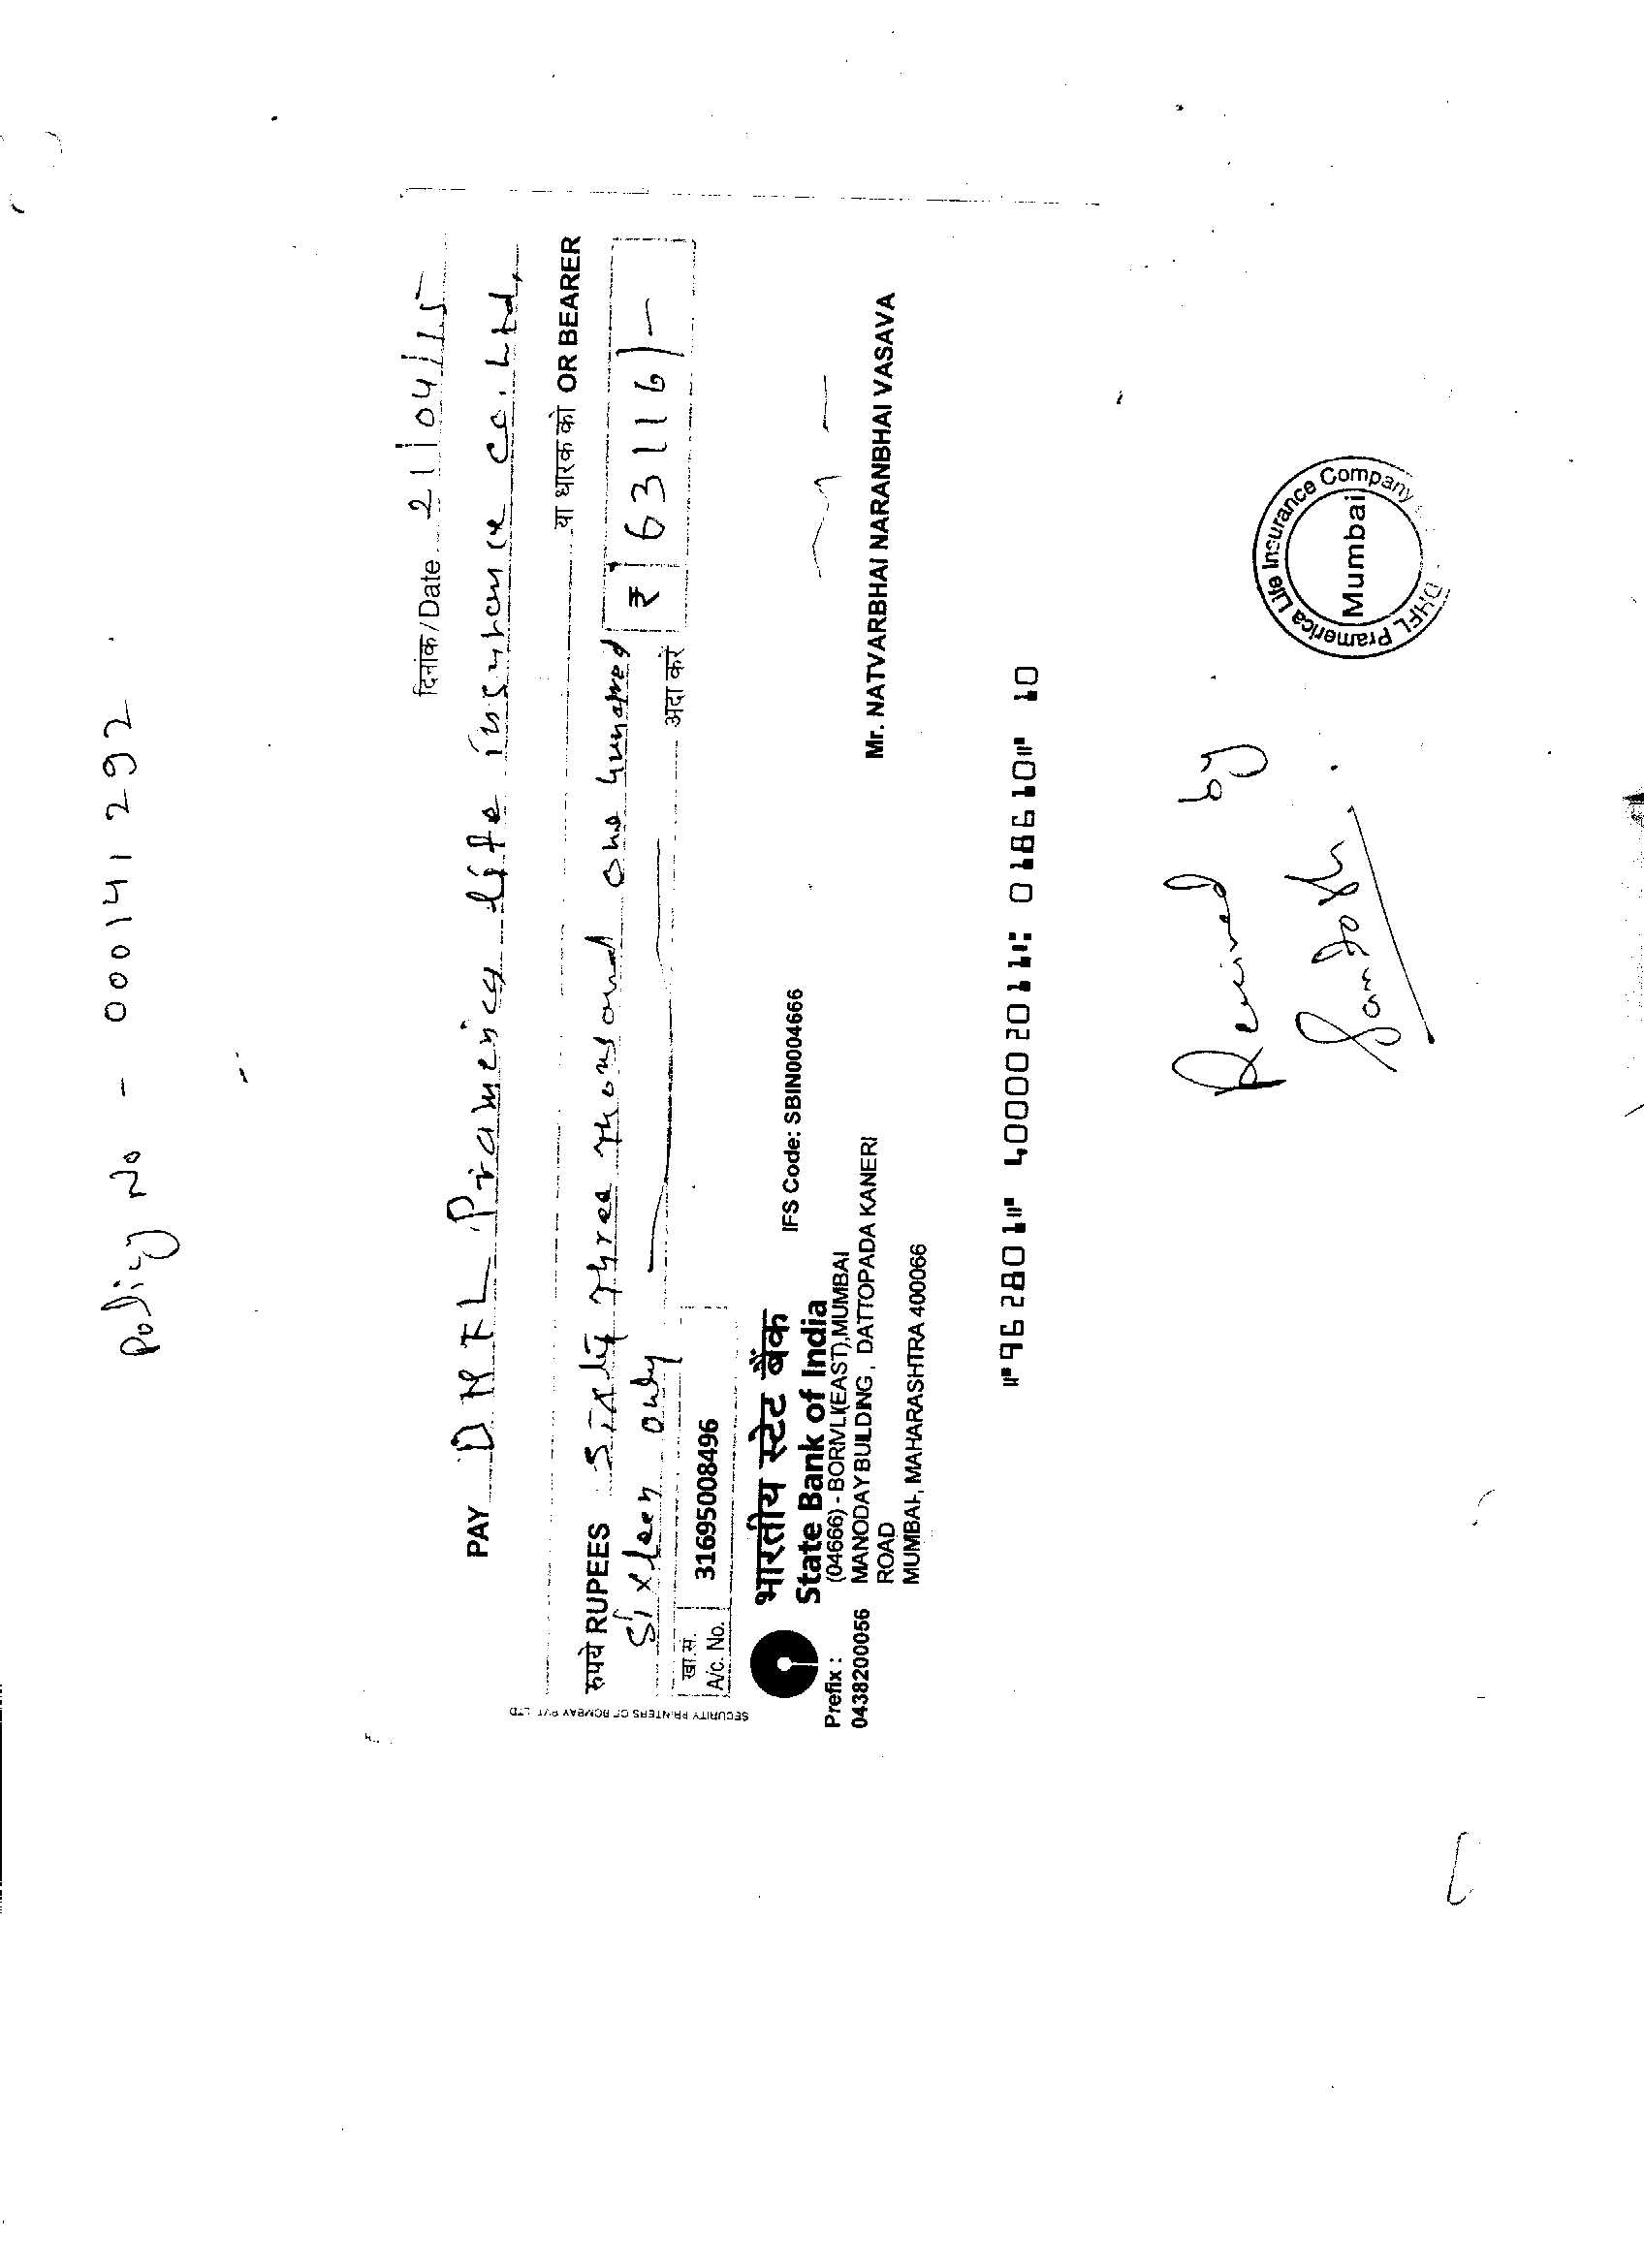 Policy No - 000141292
दिनांक/Date 21/04/15
PAY DHFL Pramerica Life insurance co. Ltd.
या धारक को OR BEARER
रुपये RUPEES Sixty three thousand one hundred
sixteen only
अदा करें
₹ 63116/-
खा.सं.
A/c. No. 31695008496
भारतीय स्टेट बैंक
State Bank of India
IFS Code: SBIN0004666
Prefix :
0438200056
(04666) - BORIVLI(EAST),MUMBAI
MANODAY BUILDING , DATTOPADA KANERI
ROAD
MUMBAI-, MAHARASHTRA 400066
Mr. NATVARBHAI NARANBHAI VASAVA
SECURITY PRINTERS OF BOMBAY PVT. LTD
⑈962801⑈ 400002011⑆ 018610⑈ 10
Received by
DHFL Pramerica Life Insurance Company
Mumbai